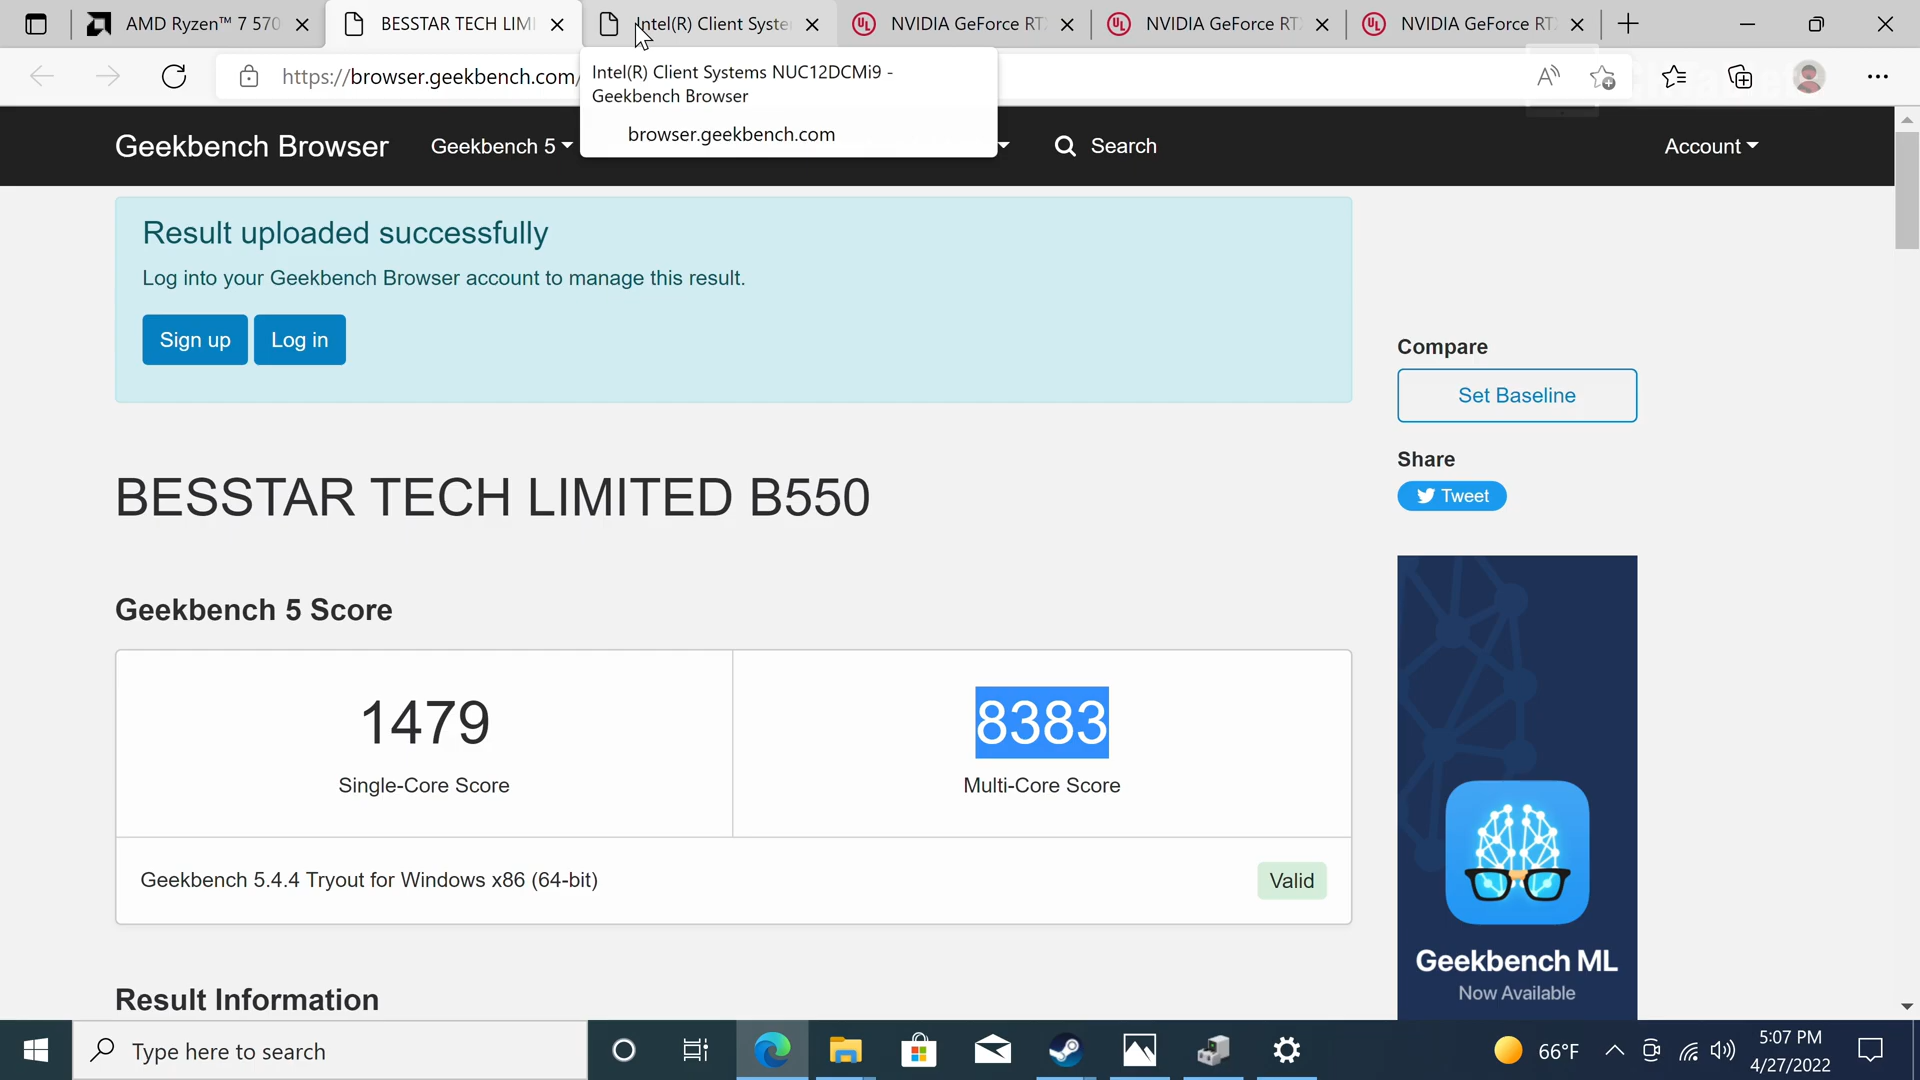 AMD Ryzen™ 7 570
BESSTAR TECH LIMI
Intel(R) Client Syste
NVIDIA GeForce RT
NVIDIA GeForce RT
NVIDIA GeForce RT
https://browser.geekbench.com/
Intel(R) Client Systems NUC12DCMi9 -
Geekbench Browser
browser.geekbench.com
Geekbench Browser
Geekbench 5
Search
Account
Result uploaded successfully
Log into your Geekbench Browser account to manage this result.
Sign up
Log in
Compare
Set Baseline
Share
Tweet
BESSTAR TECH LIMITED B550
Geekbench 5 Score
1479
8383
Single-Core Score
Multi-Core Score
Geekbench 5.4.4 Tryout for Windows x86 (64-bit)
Valid
Geekbench ML
Now Available
Result Information
Type here to search
66°F
5:07 PM
4/27/2022